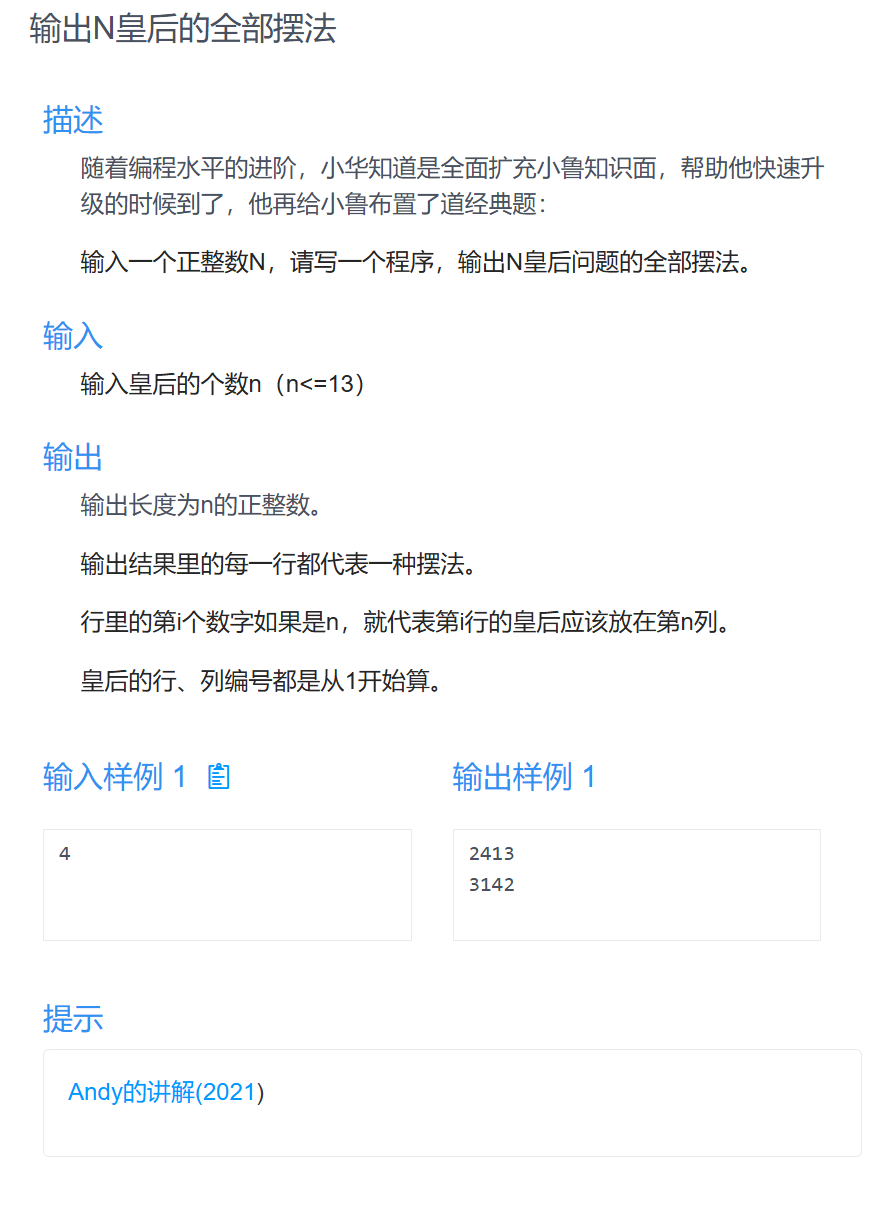 输出N皇后的全部摆法
描述
随着编程水平的进阶，小华知道是全面扩充小鲁知识面，帮助他快速升
级的时候到了，他再给小鲁布置了道经典题：
输入一个正整数N，请写一个程序，输出N皇后问题的全部摆法。
输入
输入皇后的个数n（n<=13）
输出
输出长度为n的正整数。
输出结果里的每一行都代表一种摆法。
行里的第i个数字如果是n，就代表第i行的皇后应该放在第n列。
皇后的行、列编号都是从1开始算。
输入样例 1
4
输出样例 1
2413
3142
提示
Andy的讲解(2021)